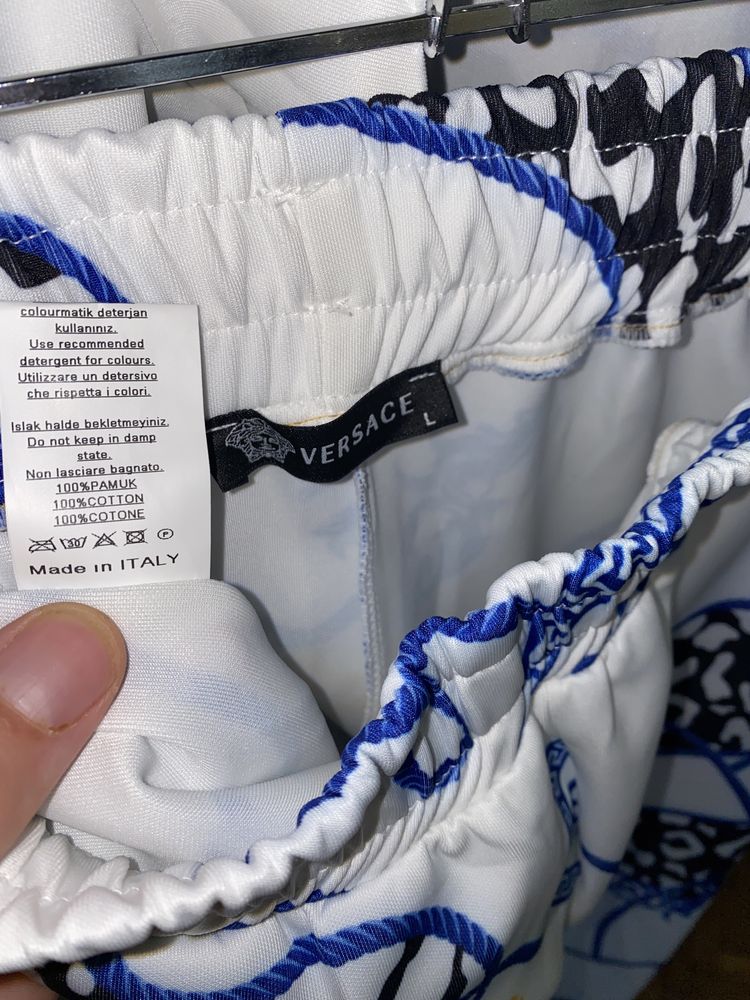 colourmatik deterjan
kullanınız.
Use recommended
detergent for colours.
Utilizzare un detersivo
che rispetta i colori.
Islak halde bekletmeyiniz.
Do not keep in damp
state.
Non lasciare bagnato.
100%PAMUK
100%COTTON
100%COTONE
P
Made in ITALY
VERSACE
L